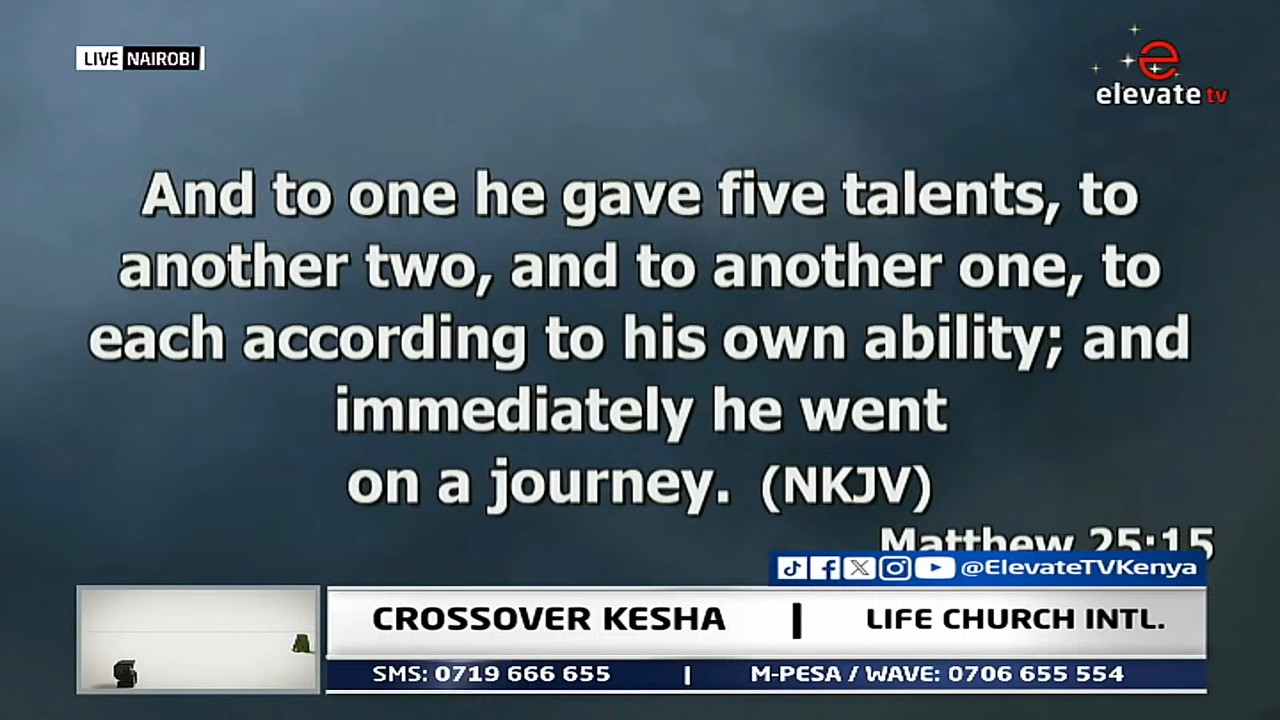 LIVE NAIROBI
e
elevate tv
And to one he gave five talents, to
another two, and to another one, to
each according to his own ability; and
immediately he went
on a journey. (NKJV)
Matthew 25:15
@ElevateTVKenya
CROSSOVER KESHA | LIFE CHURCH INTL.
SMS: 0719 666 655 | M-PESA / WAVE: 0706 655 554